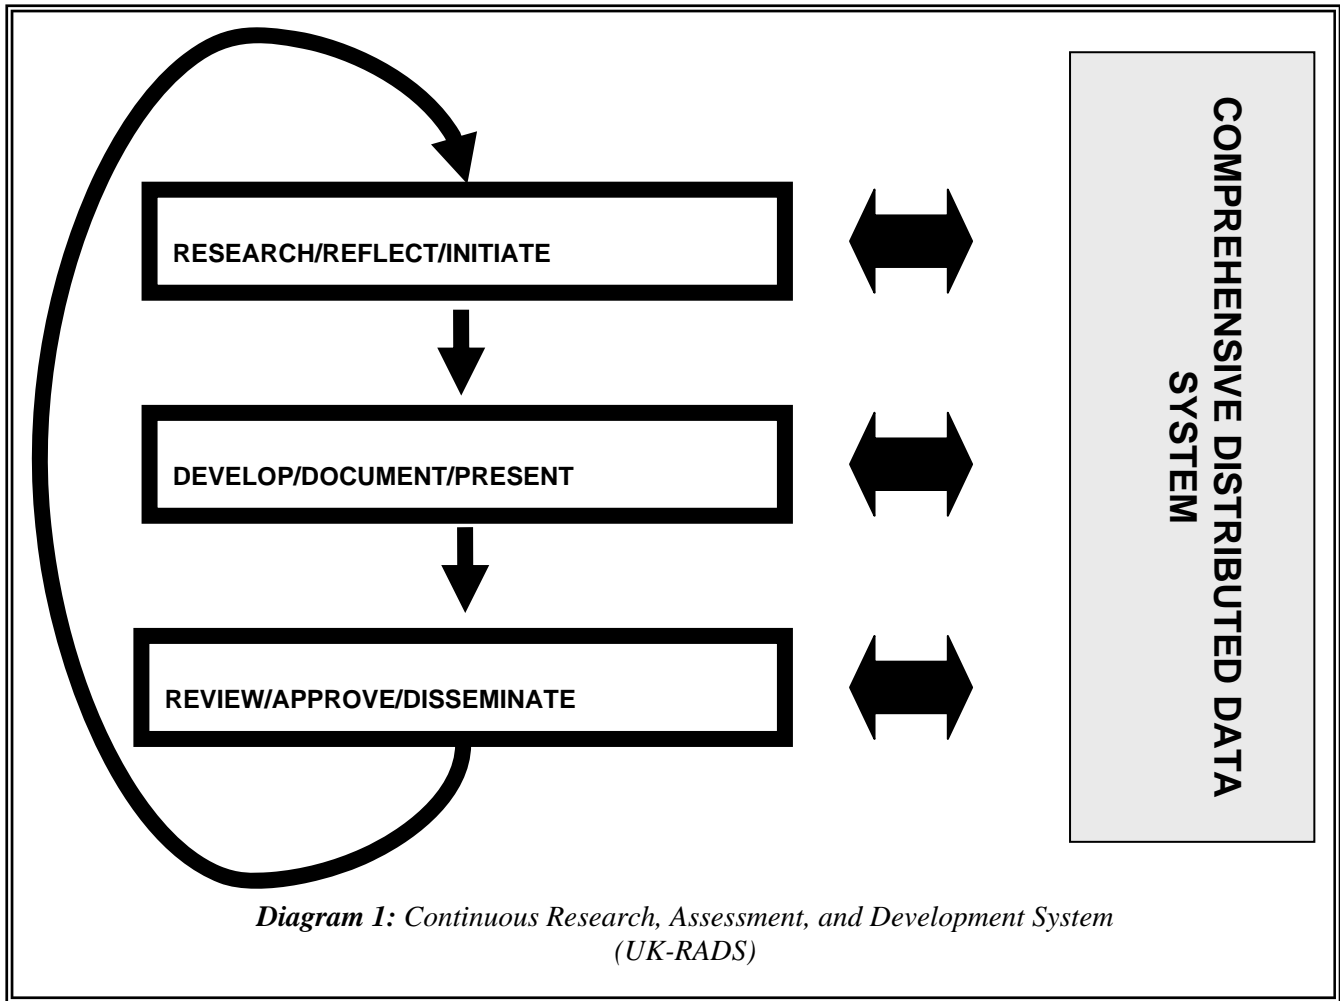 RESEARCH/REFLECT/INITIATE
DEVELOP/DOCUMENT/PRESENT
REVIEW/APPROVE/DISSEMINATE
COMPREHENSIVE DISTRIBUTED DATA
SYSTEM
Diagram 1: Continuous Research, Assessment, and Development System
(UK-RADS)